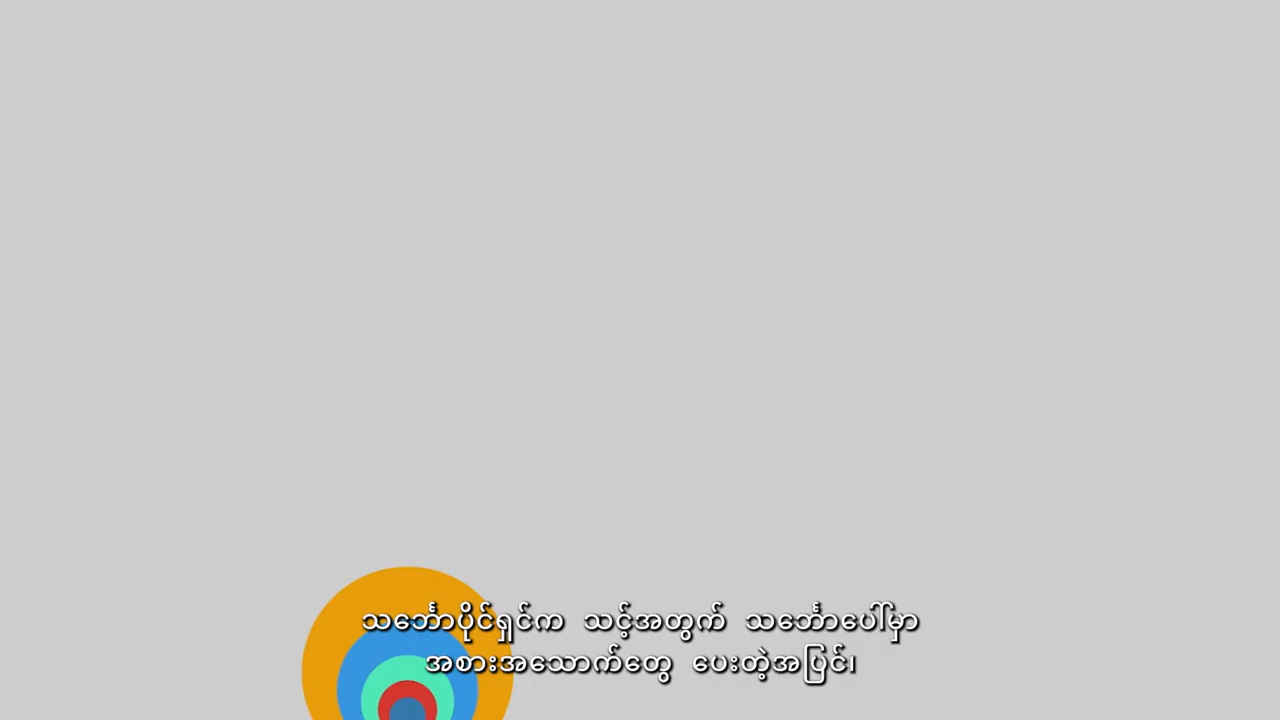 သင်္ဘောပိုင်ရှင်က သင့်အတွက် သင်္ဘောပေါ်မှာ
အစားအသောက်တွေ ပေးတဲ့အပြင်၊